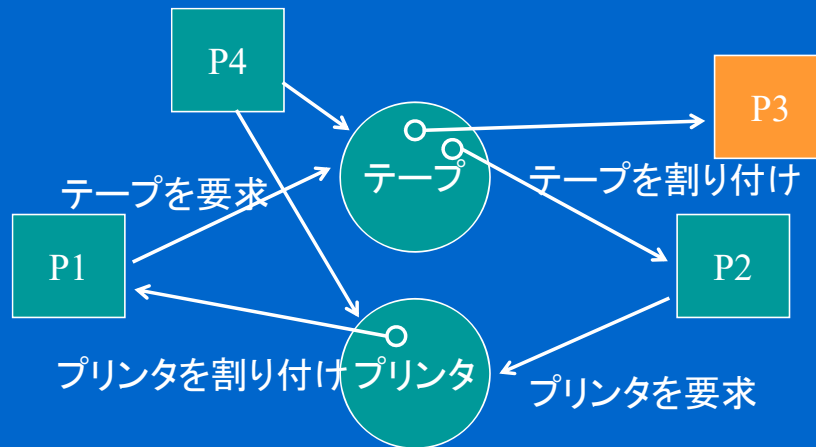 P4
P3
テープ
テープを要求
テープを割り付け
P1
P2
プリンタを割り付け
プリンタ
プリンタを要求